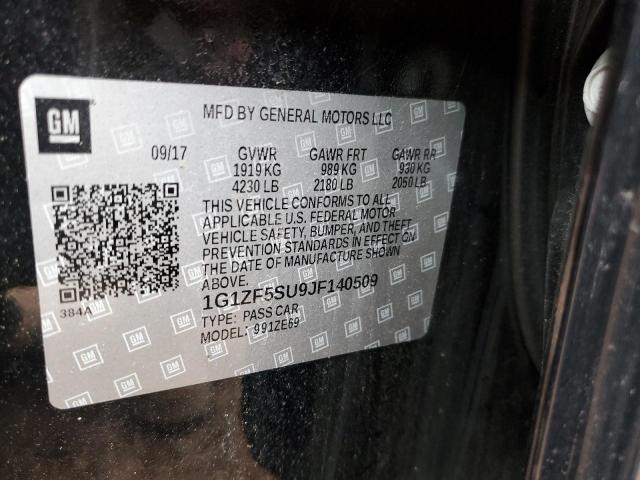 GM
MFD BY GENERAL MOTORS LLC
09/17 GVWR GAWR FRT GAWR RR
1919 KG 989 KG 930 KG
4230 LB 2180 LB 2050 LB
THIS VEHICLE CONFORMS TO ALL
APPLICABLE U.S. FEDERAL MOTOR
VEHICLE SAFETY, BUMPER, AND THEFT
PREVENTION STANDARDS IN EFFECT ON
THE DATE OF MANUFACTURE SHOWN
ABOVE.
384A
1G1ZF5SU9JF140509
TYPE: PASS CAR
MODEL: 991ZE69